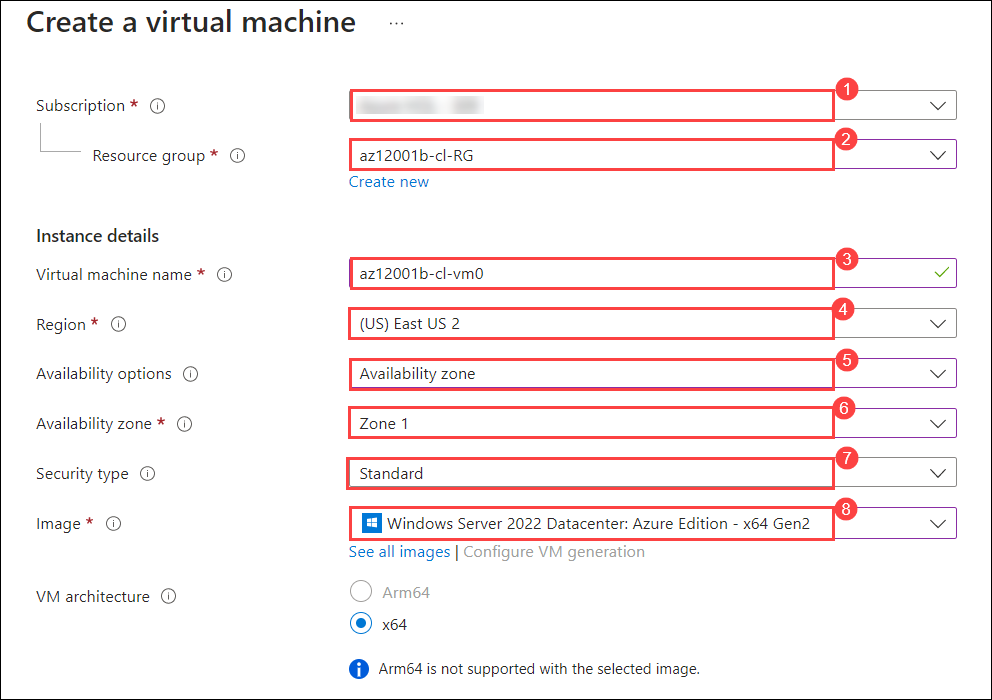 Create a virtual machine ...
Subscription * 1
Resource group * az12001b-cl-RG 2
Create new
Instance details
Virtual machine name * az12001b-cl-vm0 3
Region * (US) East US 2 4
Availability options Availability zone 5
Availability zone * Zone 1 6
Security type Standard 7
Image * Windows Server 2022 Datacenter: Azure Edition - x64 Gen2 8
See all images | Configure VM generation
VM architecture Arm64
x64
Arm64 is not supported with the selected image.